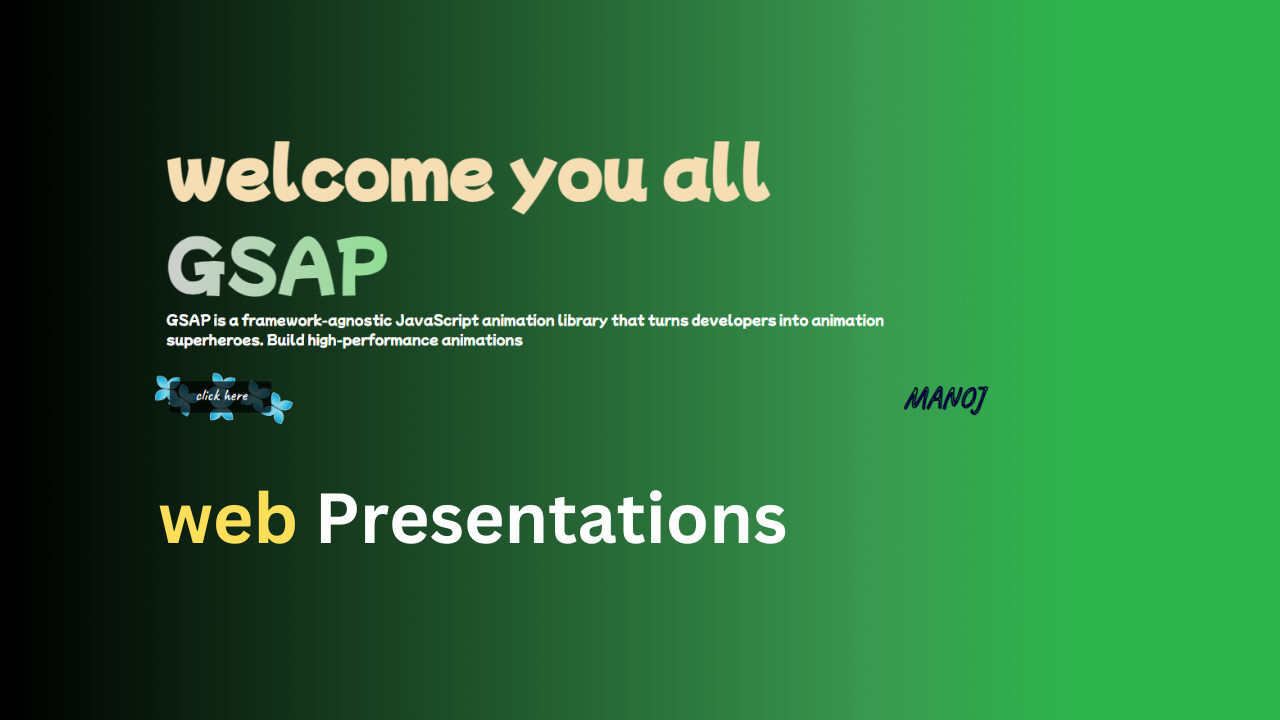 welcome you all
GSAP
GSAP is a framework-agnostic JavaScript animation library that turns developers into animation
superheroes. Build high-performance animations
click here
MANOJ
web Presentations